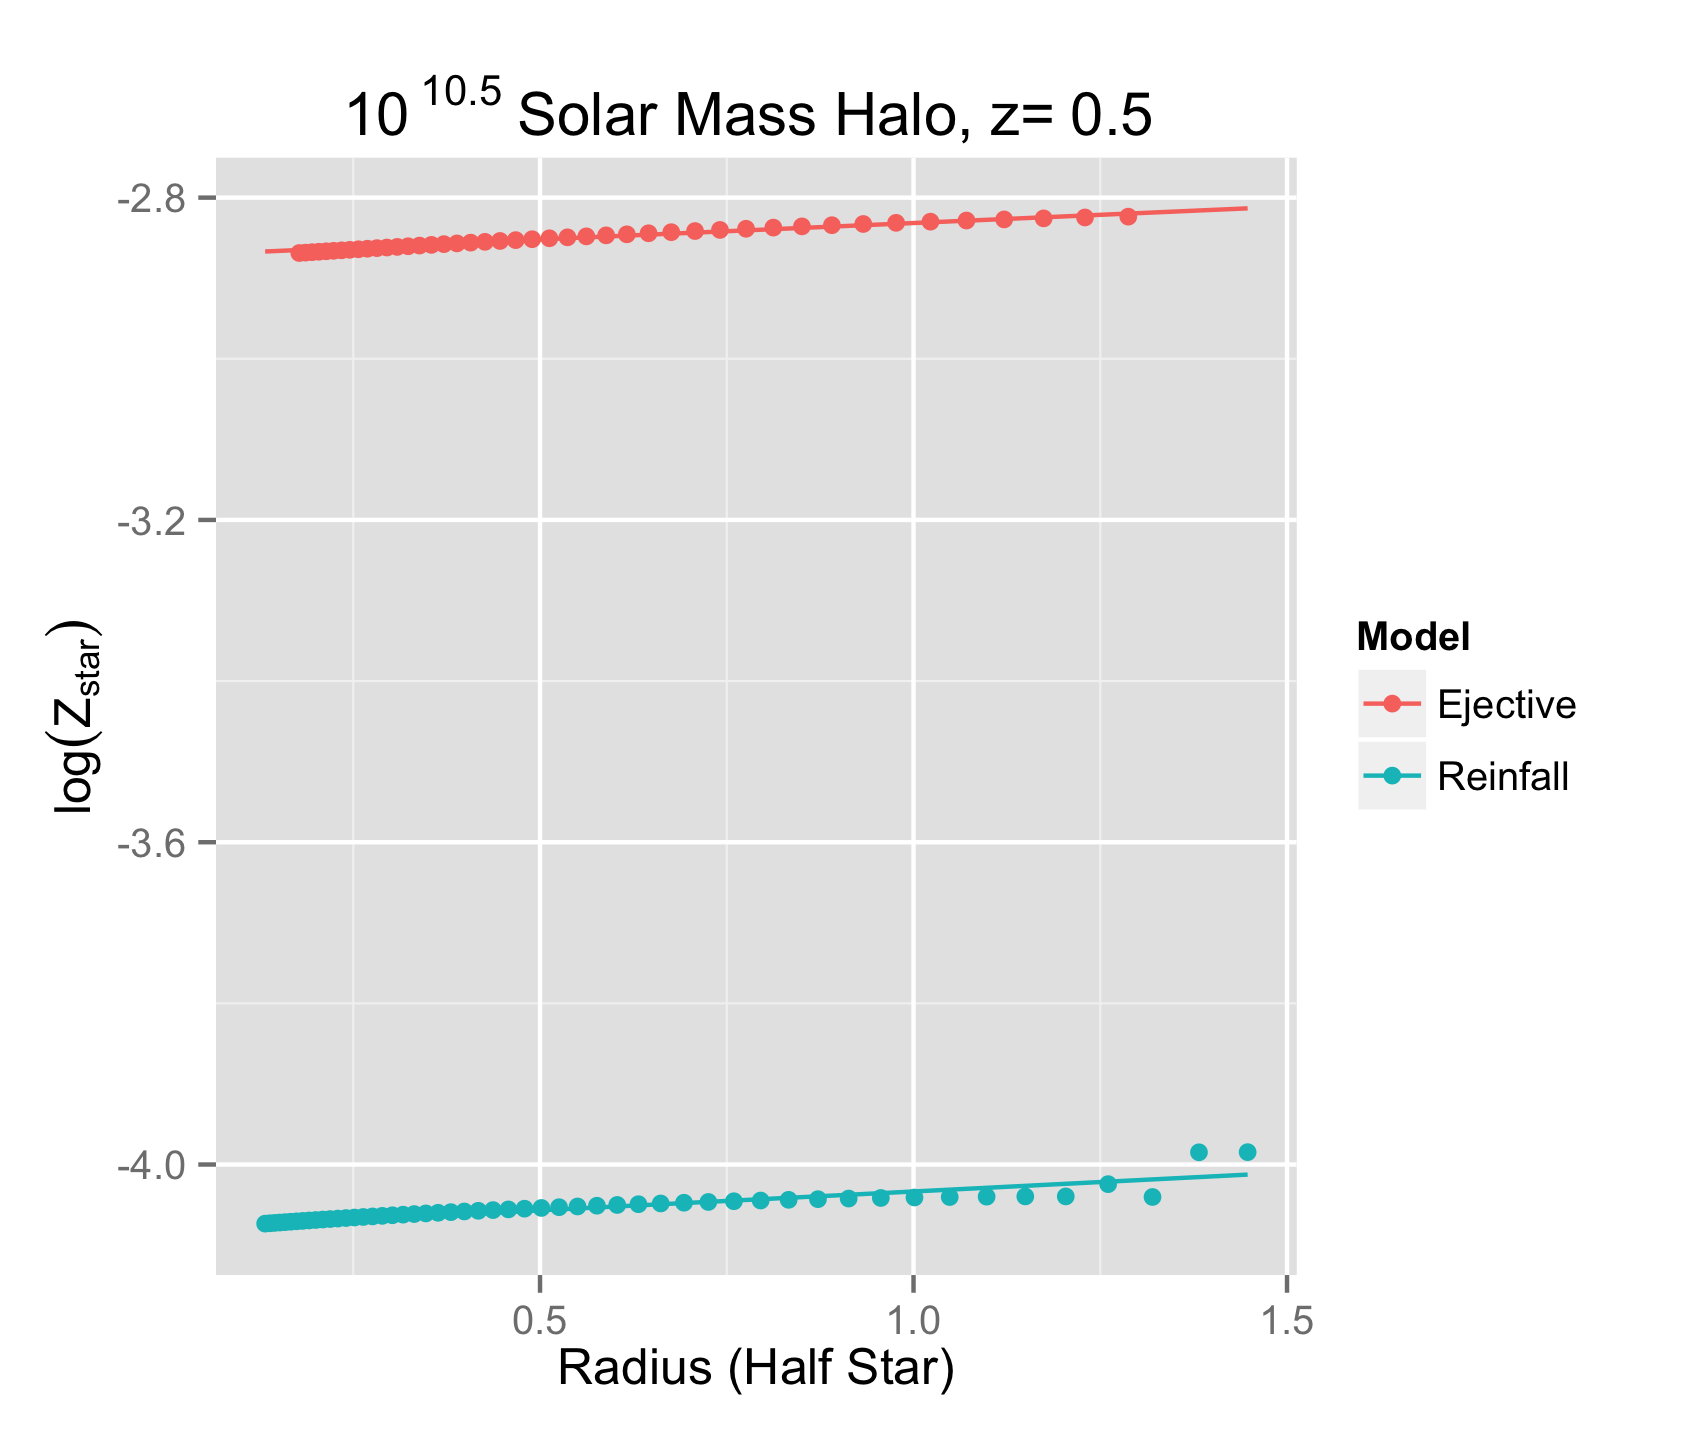 10^10.5 Solar Mass Halo, z= 0.5
-2.8
-3.2
-3.6
-4.0
log(Z_star)
0.5 1.0 1.5
Radius (Half Star)
Model
Ejective
Reinfall